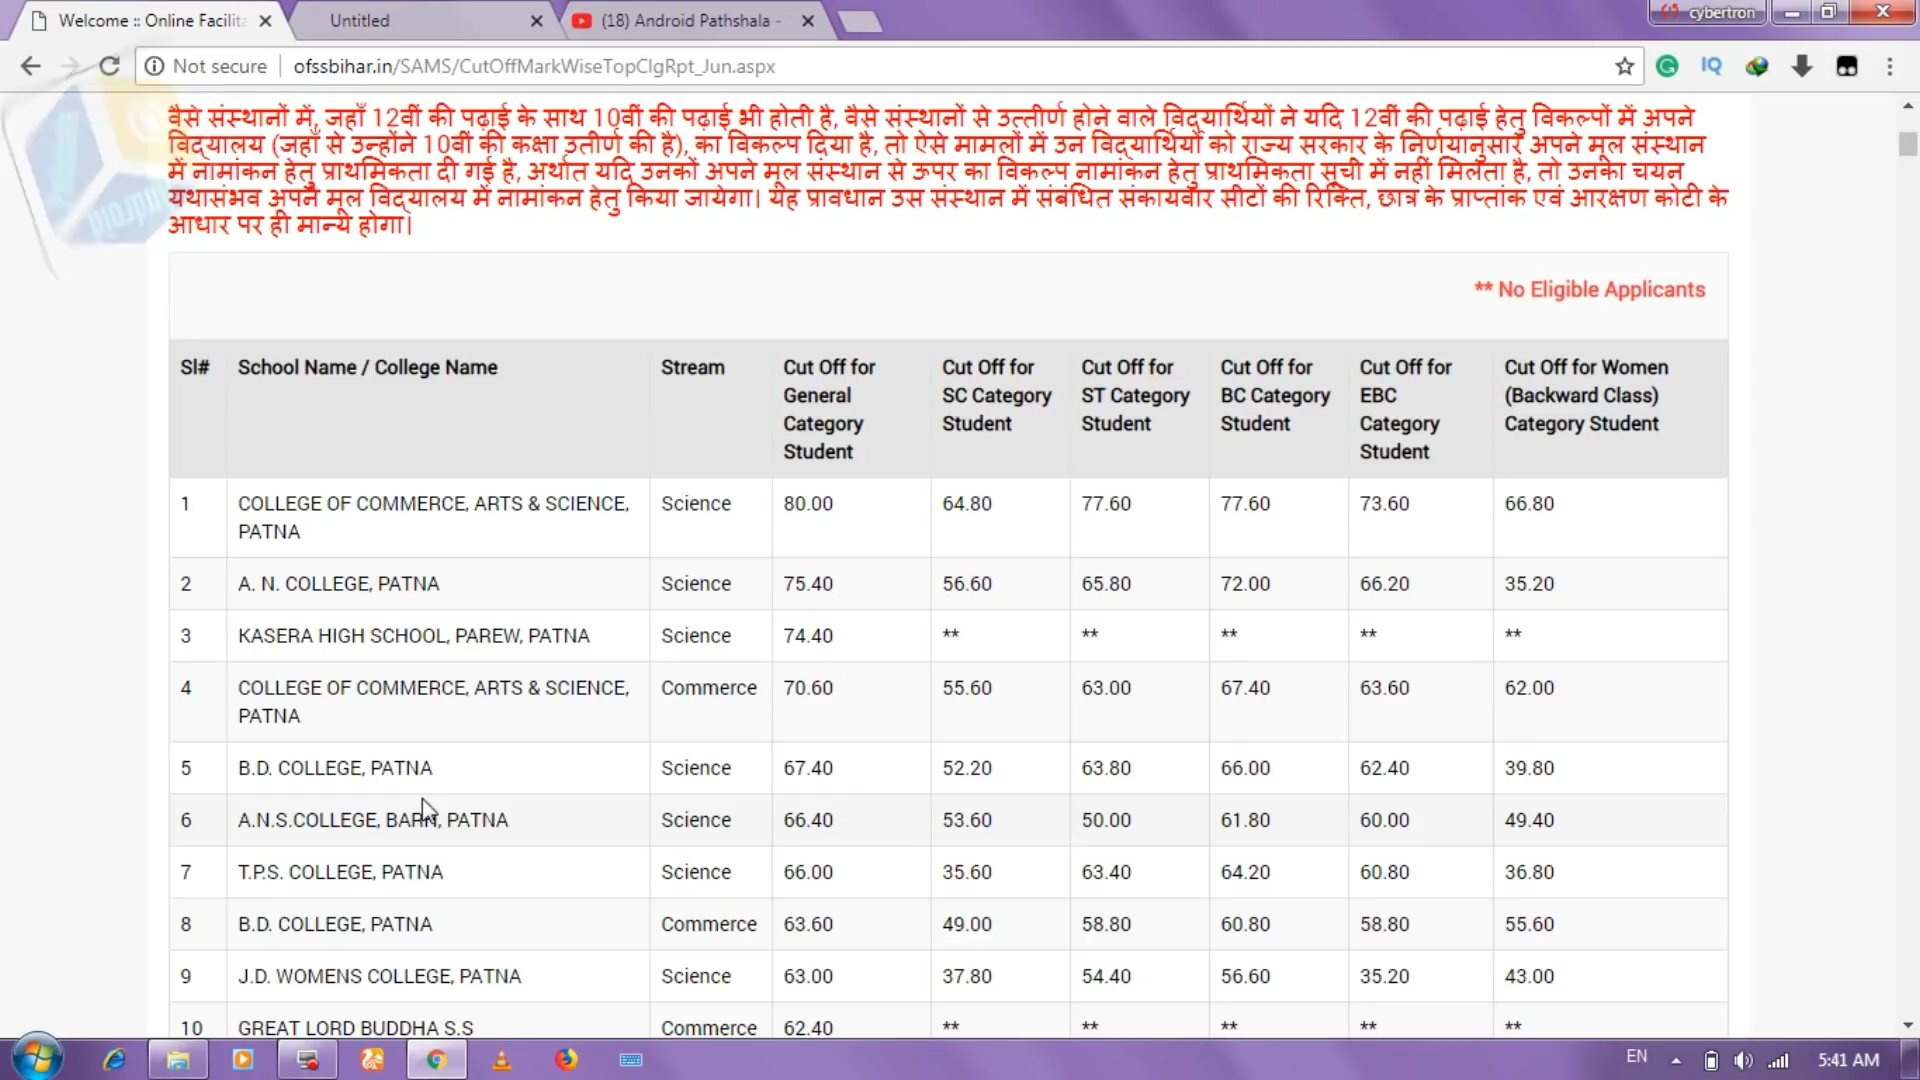 Welcome :: Online Facilita
Untitled
(18) Android Pathshala -
cybertron
Not secure
ofssbihar.in/SAMS/CutOffMarkWiseTopClgRpt_Jun.aspx
वैसे संस्थानों में, जहाँ 12वीं की पढ़ाई के साथ 10वीं की पढ़ाई भी होती है, वैसे संस्थानों से उत्तीर्ण होने वाले विद्यार्थियों ने यदि 12वीं की पढ़ाई हेतु विकल्पों में अपने
विद्यालय (जहाँ से उन्होंने 10वीं की कक्षा उतीर्ण की है), का विकल्प दिया है, तो ऐसे मामलों में उन विद्यार्थियों को राज्य सरकार के निर्णयानुसार अपने मूल संस्थान
में नामांकन हेतु प्राथमिकता दी गई है, अर्थात यदि उनकों अपने मूल संस्थान से ऊपर का विकल्प नामांकन हेतु प्राथमिकता सूची में नहीं मिलता है, तो उनका चयन
यथासंभव अपने मूल विद्यालय में नामांकन हेतु किया जायेगा। यह प्रावधान उस संस्थान में संबंधित संकायवार सीटों की रिक्ति, छात्र के प्राप्तांक एवं आरक्षण कोटी के
आधार पर ही मान्य होगा।
** No Eligible Applicants
Sl# School Name / College Name Stream Cut Off for Cut Off for Cut Off for Cut Off for Cut Off for Cut Off for Women
General SC Category ST Category BC Category EBC (Backward Class)
Category Student Student Student Category Category Student
Student Student
1 COLLEGE OF COMMERCE, ARTS & SCIENCE, Science 80.00 64.80 77.60 77.60 73.60 66.80
PATNA
2 A. N. COLLEGE, PATNA Science 75.40 56.60 65.80 72.00 66.20 35.20
3 KASERA HIGH SCHOOL, PAREW, PATNA Science 74.40 ** ** ** ** **
4 COLLEGE OF COMMERCE, ARTS & SCIENCE, Commerce 70.60 55.60 63.00 67.40 63.60 62.00
PATNA
5 B.D. COLLEGE, PATNA Science 67.40 52.20 63.80 66.00 62.40 39.80
6 A.N.S.COLLEGE, PATNA Science 66.40 53.60 50.00 61.80 60.00 49.40
7 T.P.S. COLLEGE, PATNA Science 66.00 35.60 63.40 64.20 60.80 36.80
8 B.D. COLLEGE, PATNA Commerce 63.60 49.00 58.80 60.80 58.80 55.60
9 J.D. WOMENS COLLEGE, PATNA Science 63.00 37.80 54.40 56.60 35.20 43.00
10 GREAT LORD BUDDHA S.S Commerce 62.40 ** ** ** ** **
EN 5:41 AM